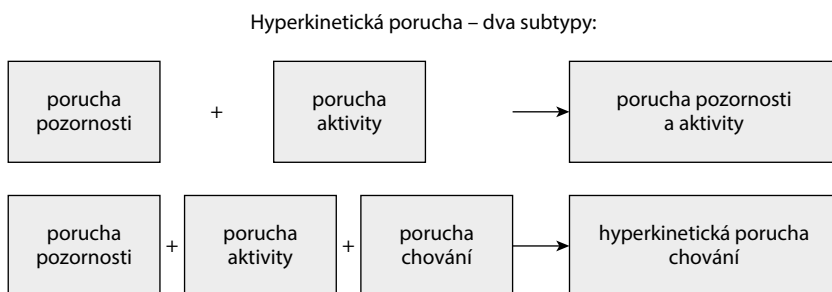 Hyperkinetická porucha – dva subtypy:
porucha
pozornosti
+
porucha
aktivity
porucha pozornosti
a aktivity
porucha
pozornosti
+
porucha
aktivity
+
porucha
chování
hyperkinetická porucha
chování